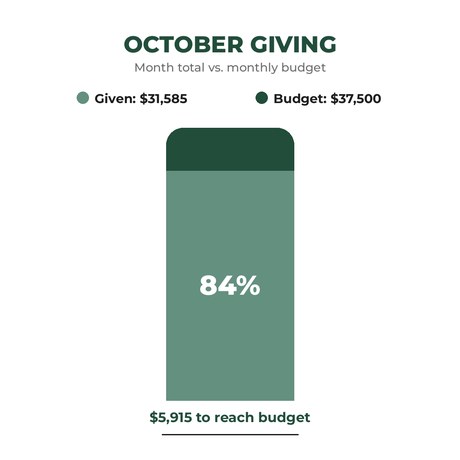 OCTOBER GIVING
Month total vs. monthly budget
Given: $31,585
Budget: $37,500
84%
$5,915 to reach budget